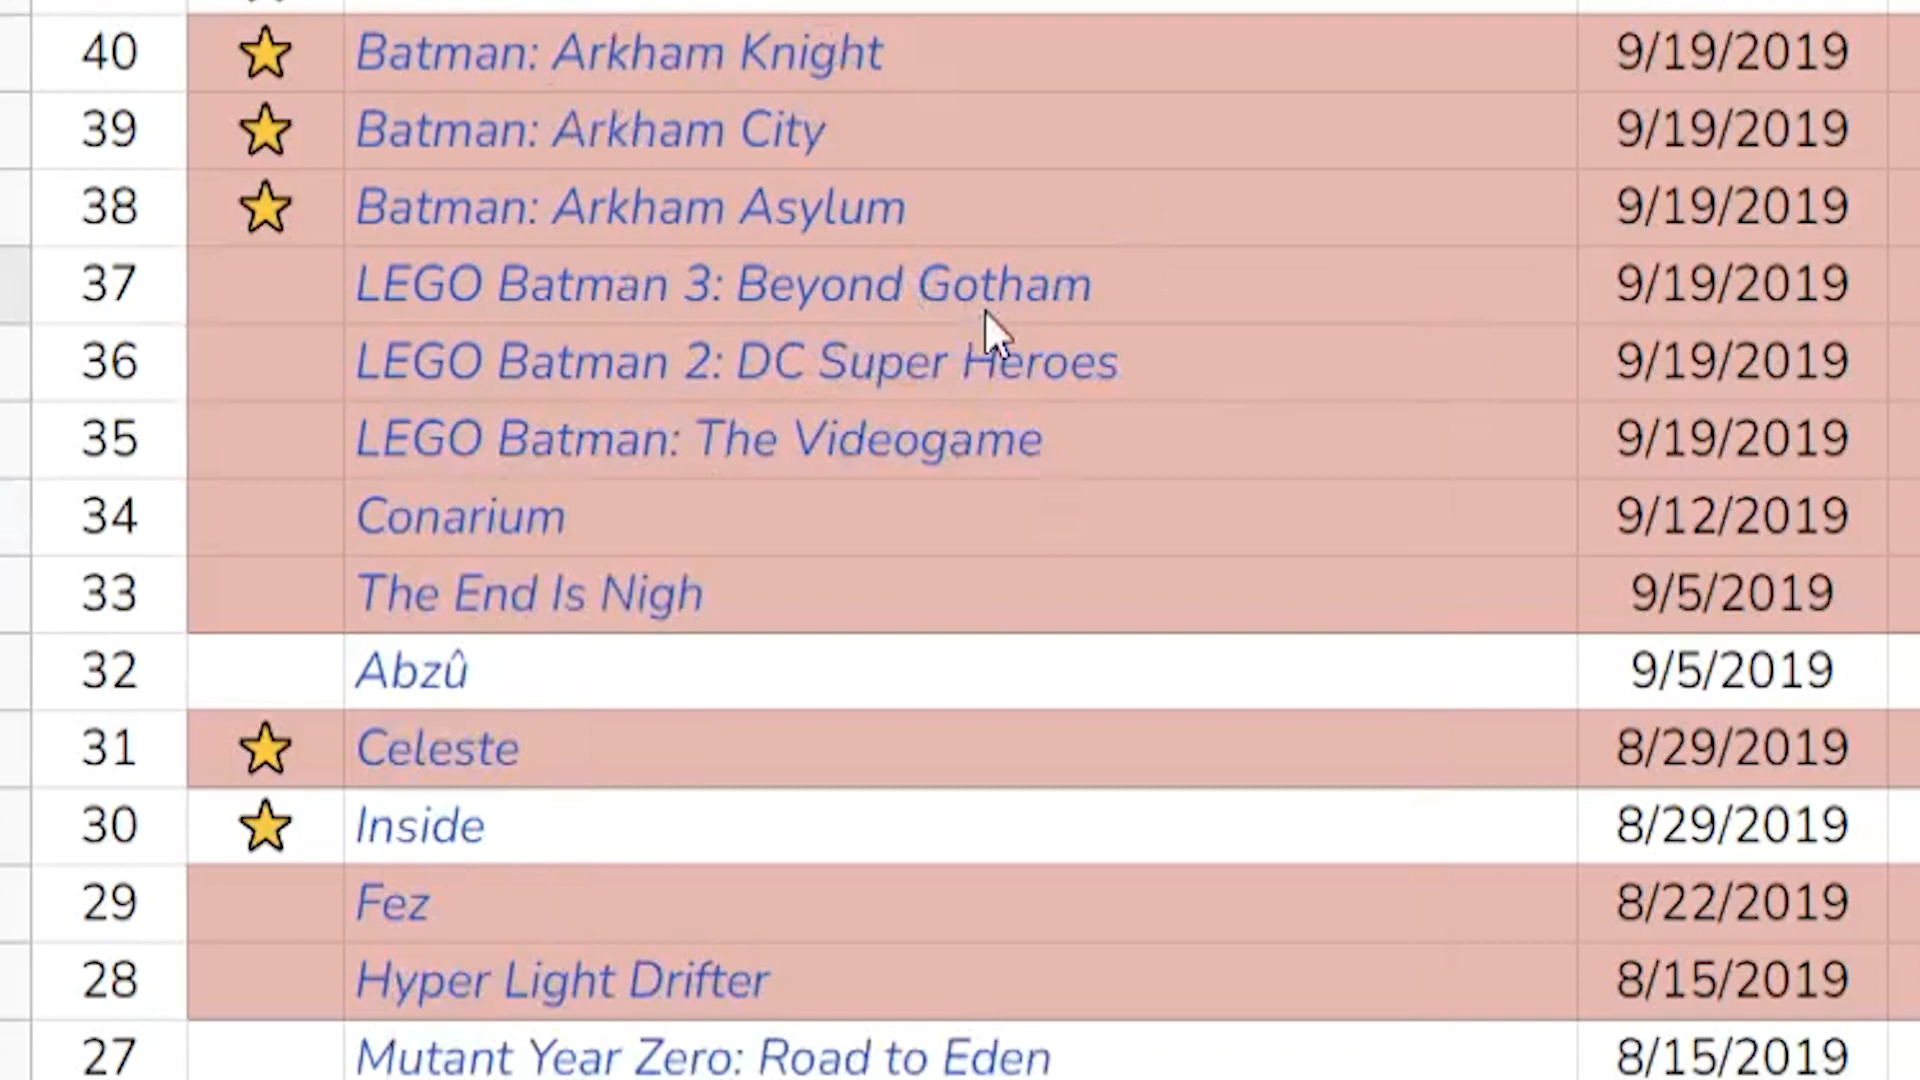 40 Batman: Arkham Knight 9/19/2019
39 Batman: Arkham City 9/19/2019
38 Batman: Arkham Asylum 9/19/2019
37 LEGO Batman 3: Beyond Gotham 9/19/2019
36 LEGO Batman 2: DC Super Heroes 9/19/2019
35 LEGO Batman: The Videogame 9/19/2019
34 Conarium 9/12/2019
33 The End Is Nigh 9/5/2019
32 Abzû 9/5/2019
31 Celeste 8/29/2019
30 Inside 8/29/2019
29 Fez 8/22/2019
28 Hyper Light Drifter 8/15/2019
27 Mutant Year Zero: Road to Eden 8/15/2019